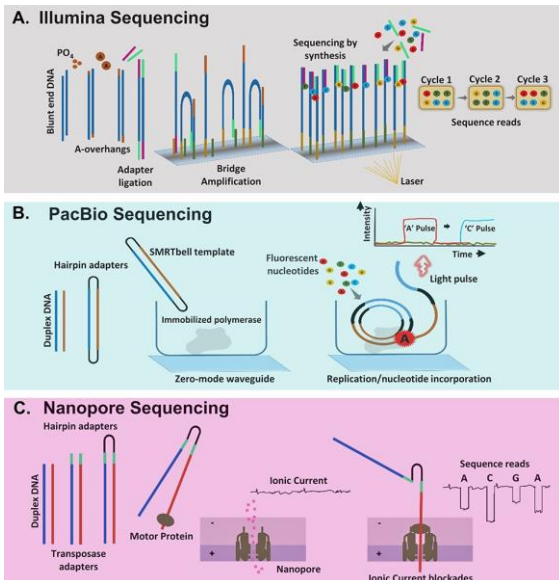 A. Illumina Sequencing
PO4
A
A
Blunt end DNA
A-overhangs
Adapter
ligation
Bridge
Amplification
Sequencing by
synthesis
Laser
Cycle 1
Cycle 2
Cycle 3
Sequence reads
B. PacBio Sequencing
Hairpin adapters
Duplex DNA
SMRTbell template
Immobilized polymerase
Zero-mode waveguide
Fluorescent
nucleotides
Intensity
'A' Pulse
'C' Pulse
Time
Light pulse
A
Replication/nucleotide incorporation
C. Nanopore Sequencing
Hairpin adapters
Duplex DNA
Transposase
adapters
Motor Protein
Ionic Current
-
+
Nanopore
-
+
Ionic Current blockades
Sequence reads
A C G A